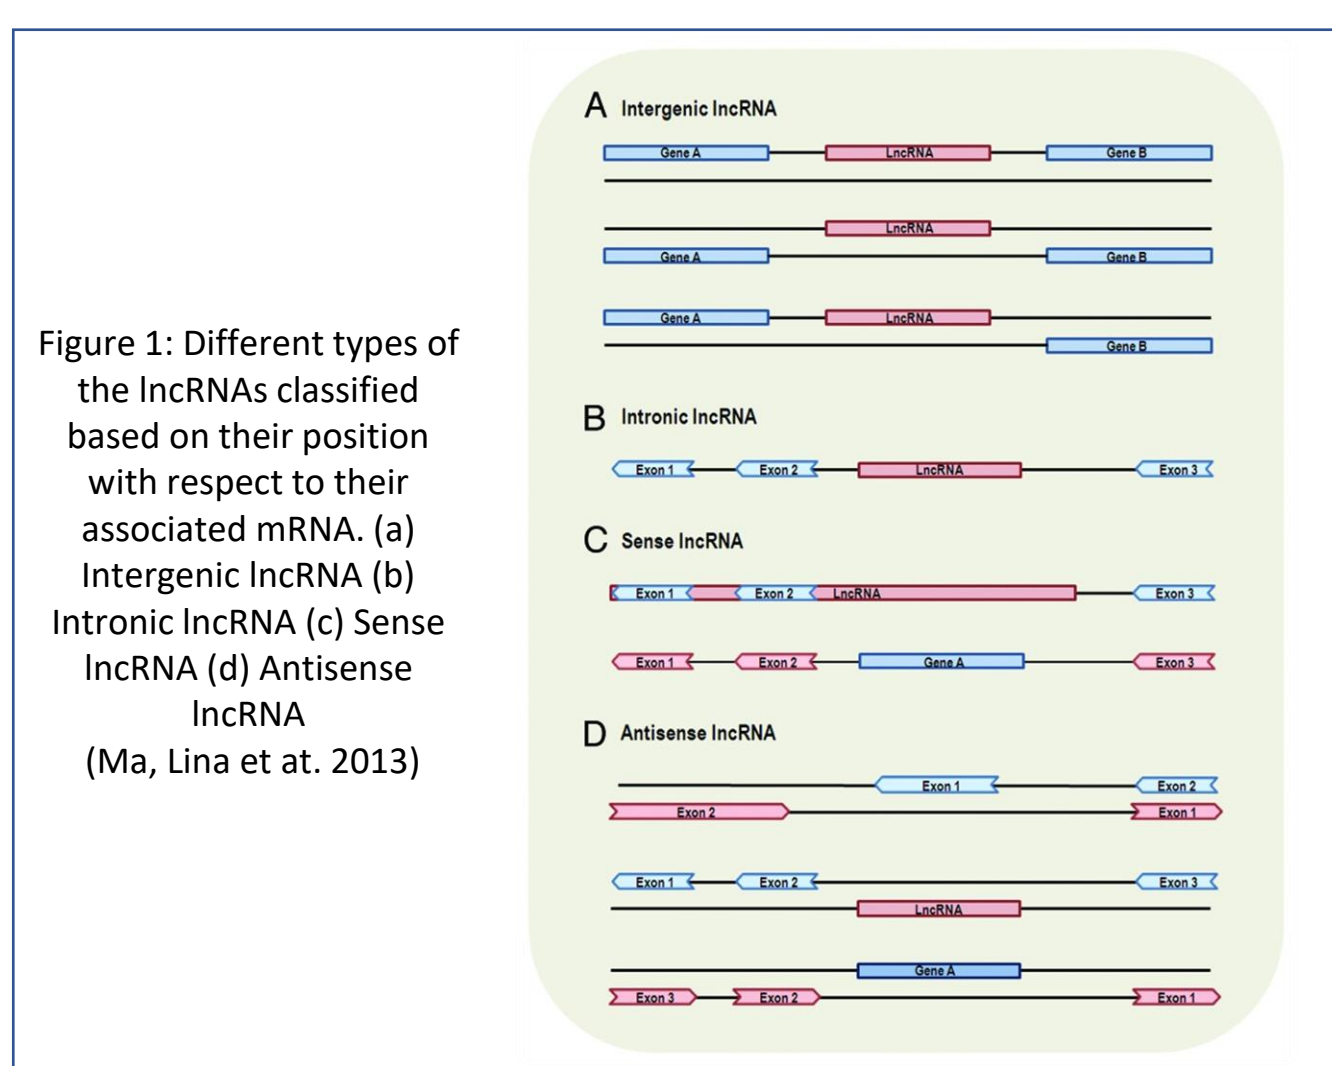 Figure 1: Different types of
the lncRNAs classified
based on their position
with respect to their
associated mRNA. (a)
Intergenic lncRNA (b)
Intronic lncRNA (c) Sense
lncRNA (d) Antisense
lncRNA
(Ma, Lina et at. 2013)
A Intergenic lncRNA
Gene A LncRNA Gene B
LncRNA
Gene A Gene B
Gene A LncRNA
Gene B
B Intronic lncRNA
Exon 1 Exon 2 LncRNA Exon 3
C Sense lncRNA
Exon 1 Exon 2 LncRNA Exon 3
Exon 1 Exon 2 Gene A Exon 3
D Antisense lncRNA
Exon 1 Exon 2
Exon 2 Exon 1
Exon 1 Exon 2 Exon 3
LncRNA
Gene A
Exon 3 Exon 2 Exon 1